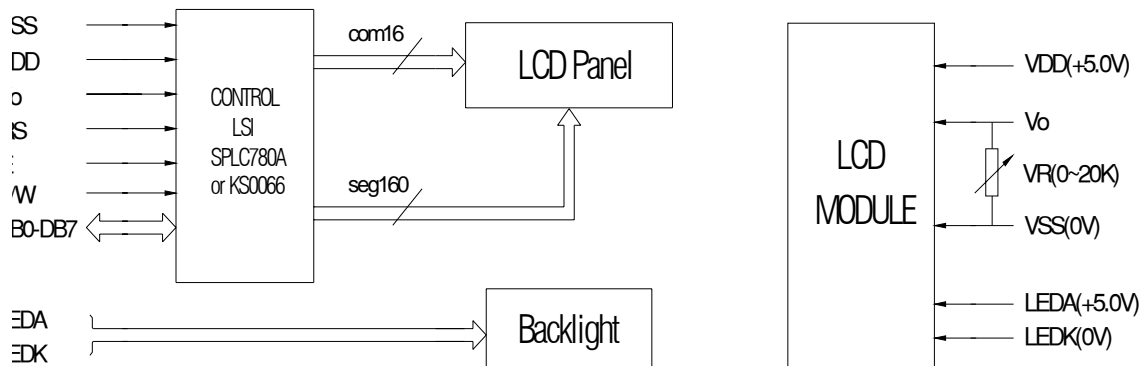 SS
DD
o
RS
E
/W
B0-DB7
EDA
EDK
CONTROL
LSI
SPLC780A
or KS0066
com16
seg160
LCD Panel
Backlight
LCD
MODULE
VDD(+5.0V)
Vo
VR(0~20K)
VSS(0V)
LEDA(+5.0V)
LEDK(0V)